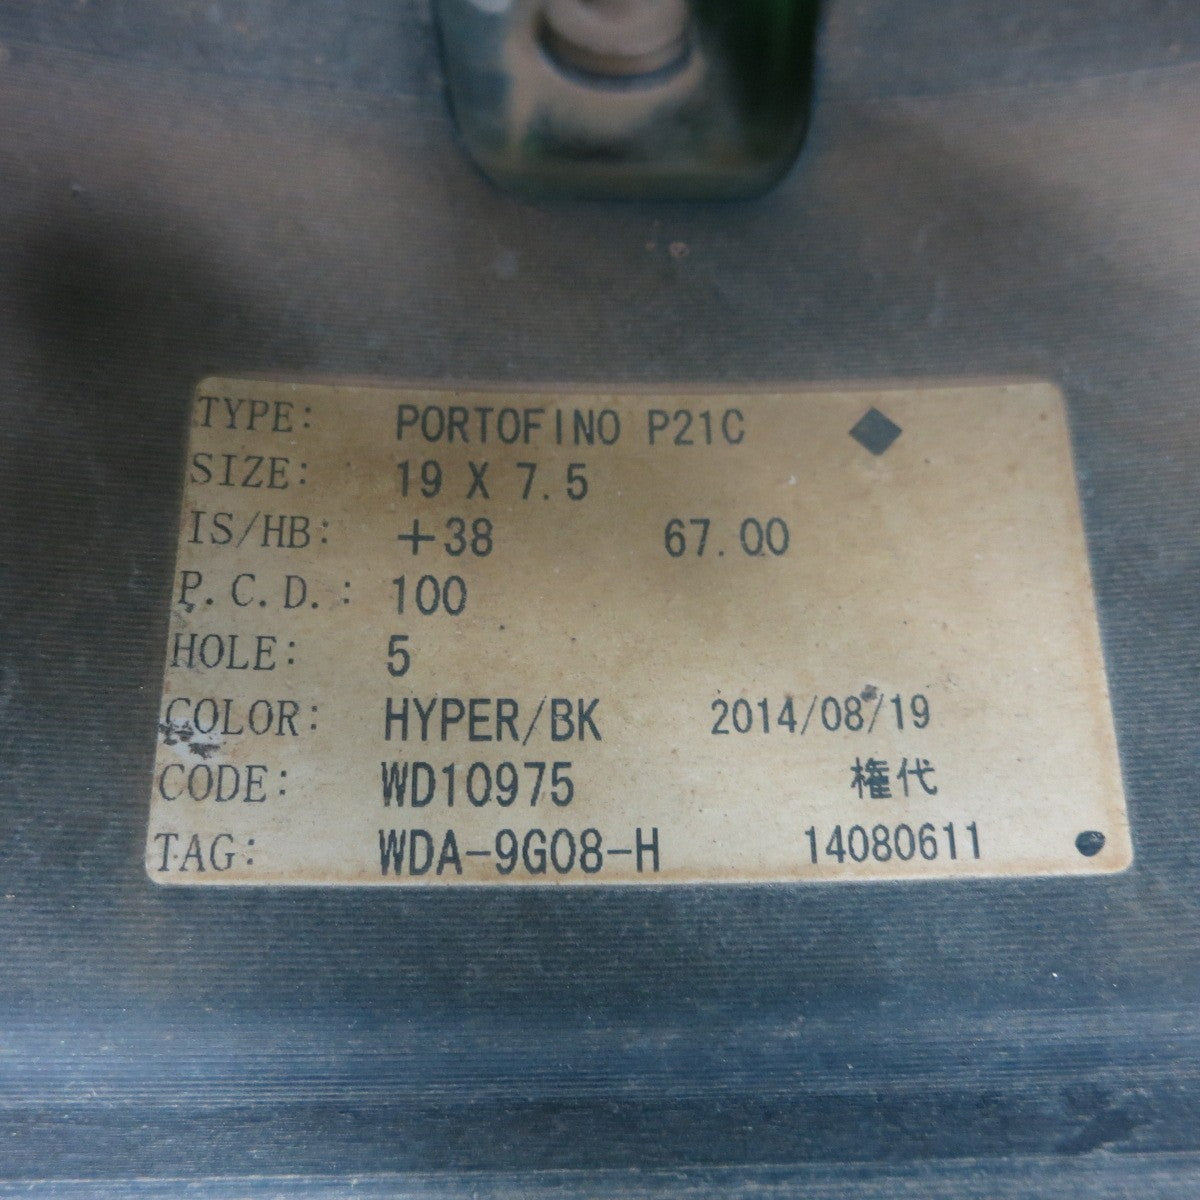 TYPE: PORTOFINO P21C ◆
SIZE: 19 X 7.5
IS/HB: +38 67.00
P.C.D.: 100
HOLE: 5
COLOR: HYPER/BK 2014/08/19
CODE: WD10975 権代
TAG: WDA-9G08-H 14080611